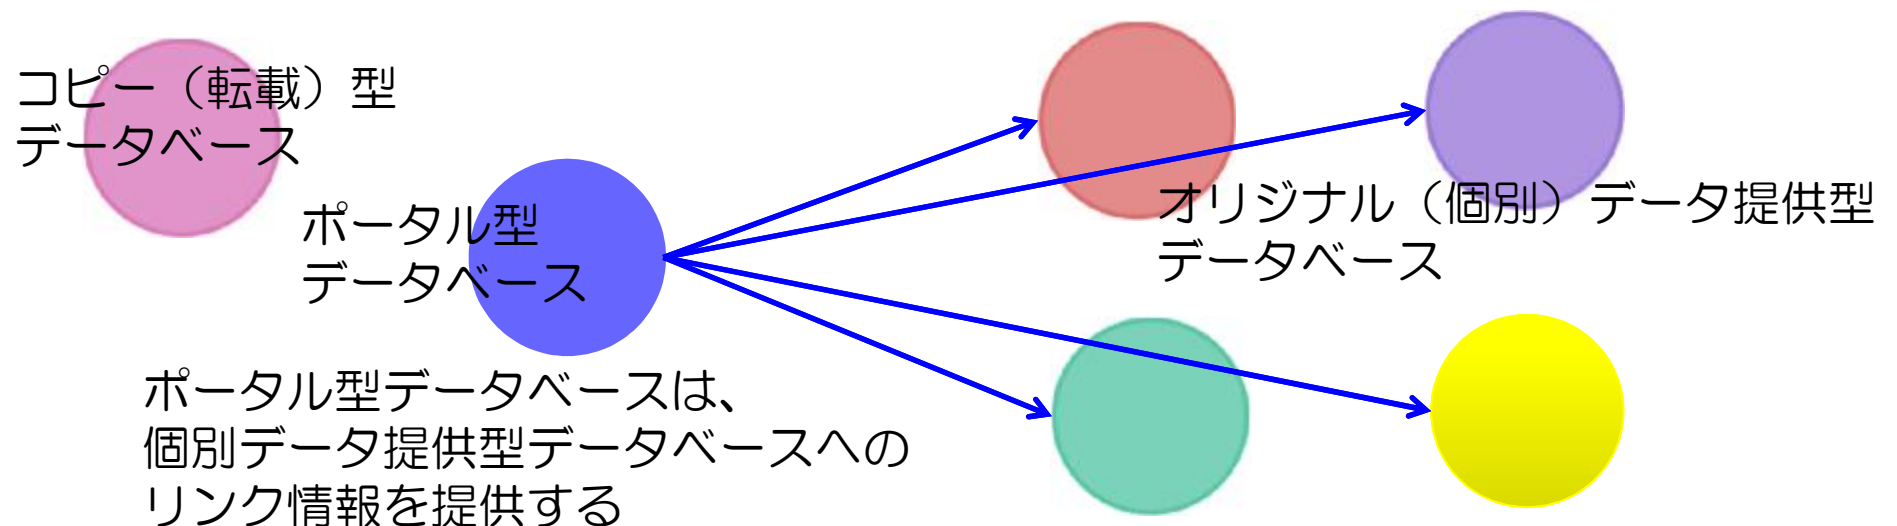 コピー（転載）型
データベース
ポータル型
データベース
オリジナル（個別）データ提供型
データベース
ポータル型データベースは、
個別データ提供型データベースへの
リンク情報を提供する